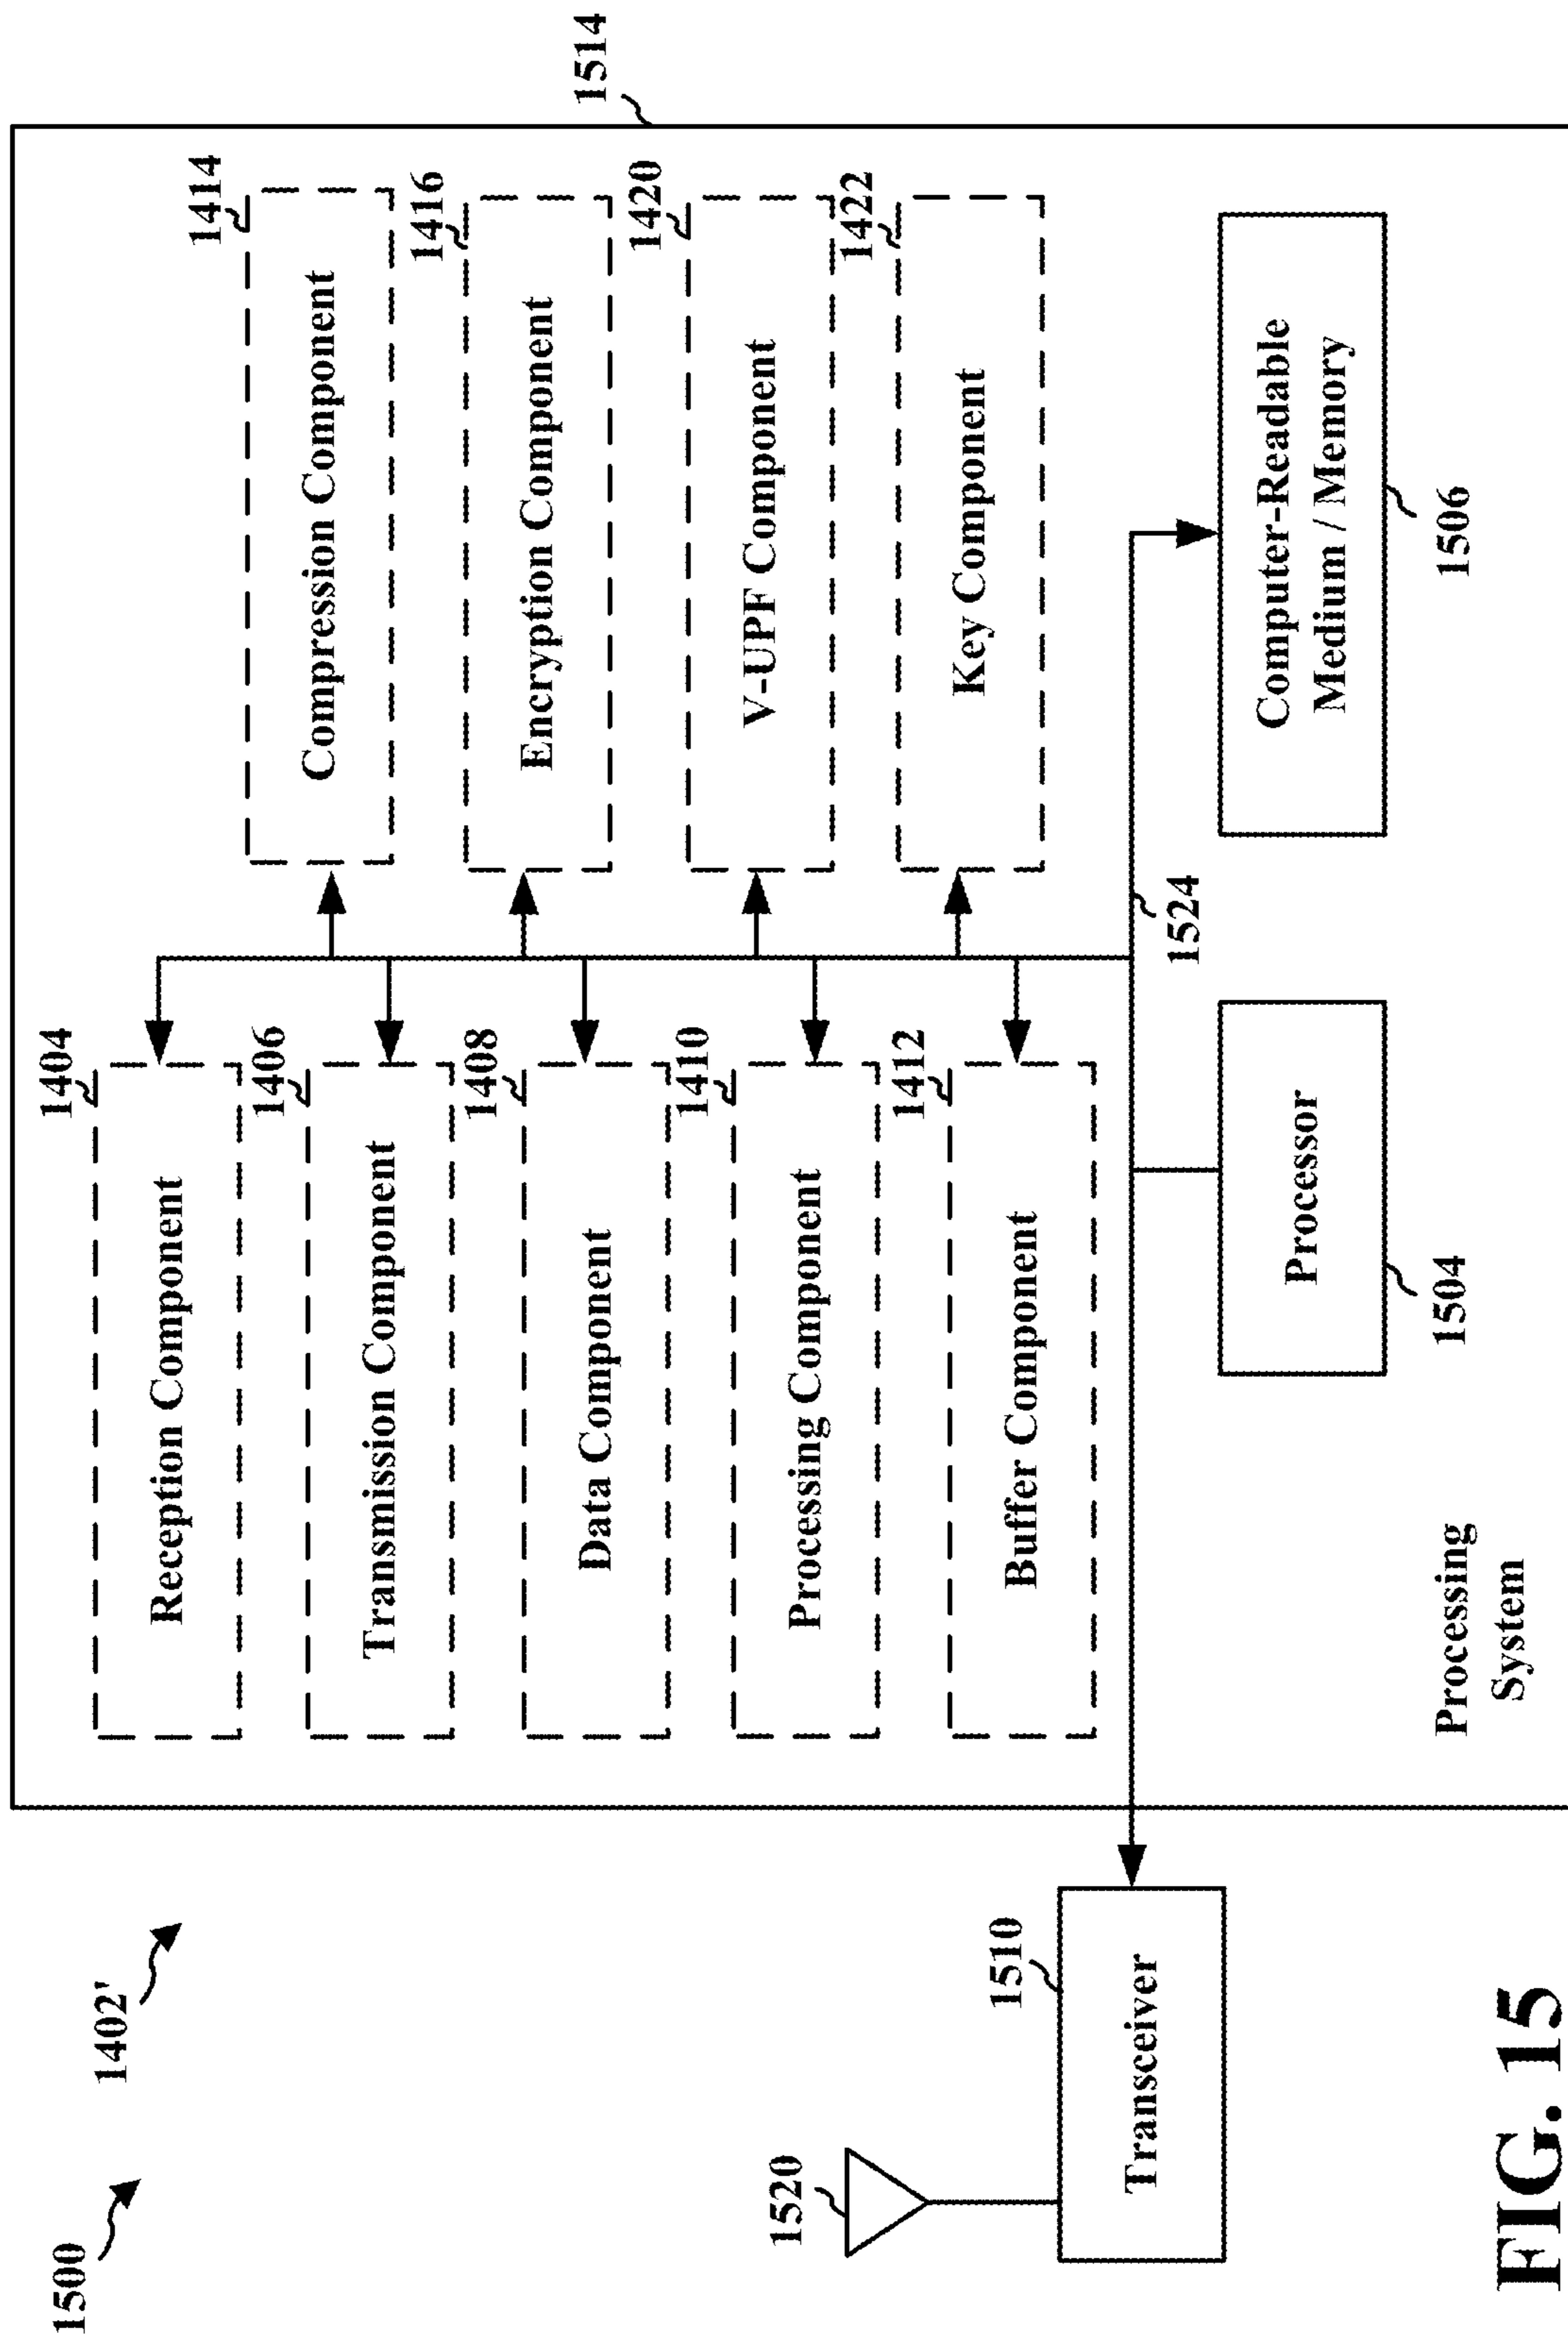 1500
1402'
1514
1404
Reception Component
1406
Transmission Component
1408
Data Component
1410
Processing Component
1412
Buffer Component
1414
Compression Component
1416
Encryption Component
1420
V-UPF Component
1422
Key Component
1524
1520
1510
Transceiver
Processor
1504
Computer-Readable
Medium / Memory
1506
Processing
System
FIG. 15